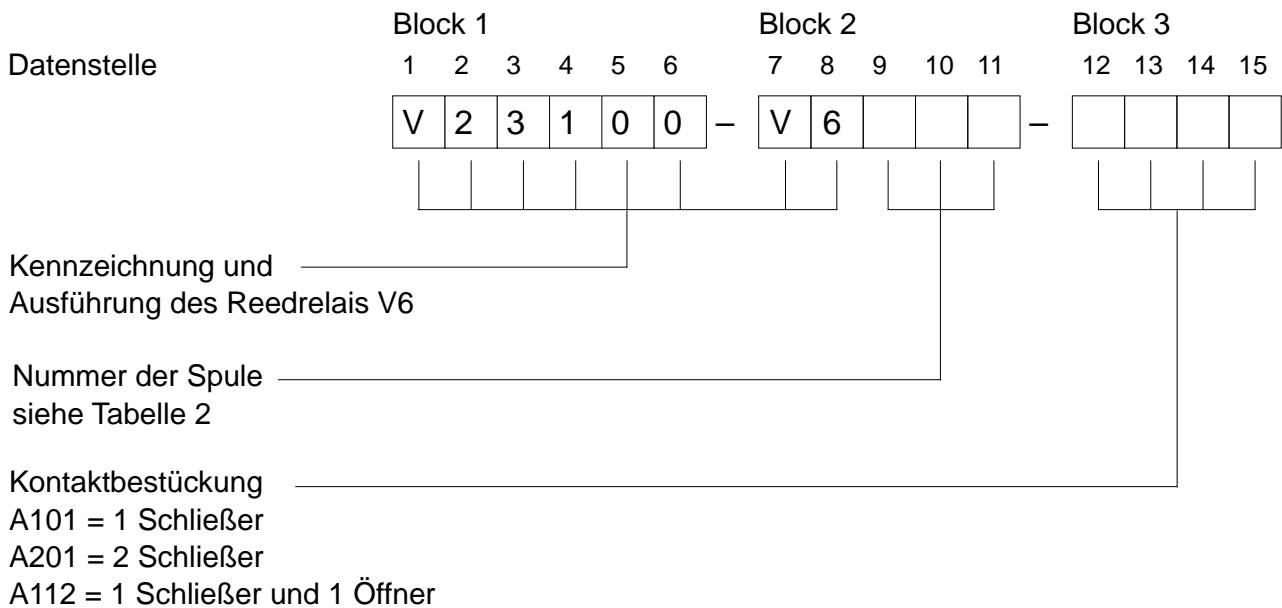 Block 1 Block 2 Block 3
Datenstelle 1 2 3 4 5 6 7 8 9 10 11 12 13 14 15
V 2 3 1 0 0 – V 6 –
Kennzeichnung und
Ausführung des Reedrelais V6
Nummer der Spule
siehe Tabelle 2
Kontaktbestückung
A101 = 1 Schließer
A201 = 2 Schließer
A112 = 1 Schließer und 1 Öffner